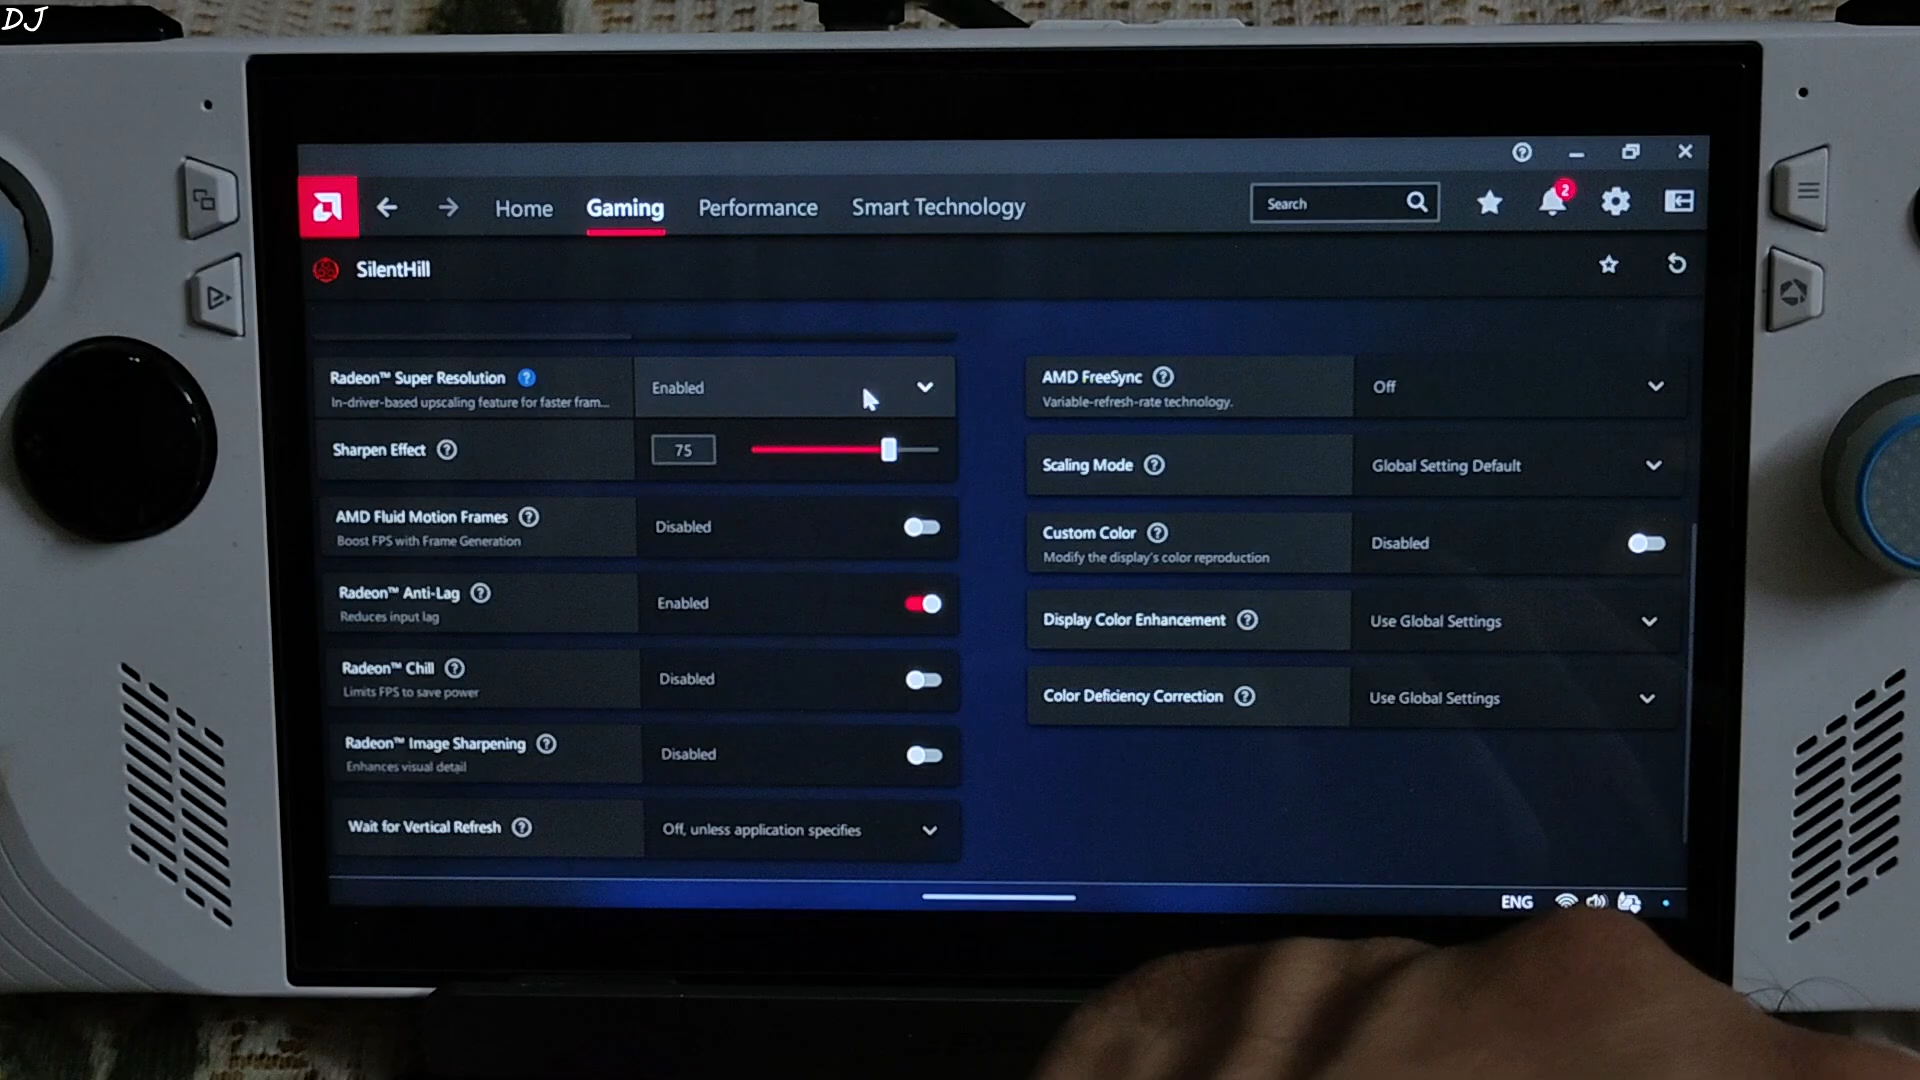 DJ
Home Gaming Performance Smart Technology Search 2
SilentHill
Radeon™ Super Resolution ? Enabled
In-driver-based upscaling feature for faster fram...
Sharpen Effect ? 75
AMD Fluid Motion Frames ? Disabled
Boost FPS with Frame Generation
Radeon™ Anti-Lag ? Enabled
Reduces input lag
Radeon™ Chill ? Disabled
Limits FPS to save power
Radeon™ Image Sharpening ? Disabled
Enhances visual detail
Wait for Vertical Refresh ? Off, unless application specifies
AMD FreeSync ? Off
Variable-refresh-rate technology.
Scaling Mode ? Global Setting Default
Custom Color ? Disabled
Modify the display's color reproduction
Display Color Enhancement ? Use Global Settings
Color Deficiency Correction ? Use Global Settings
ENG